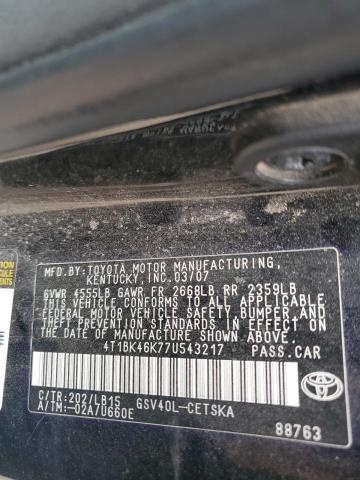 MFD.BY:TOYOTA MOTOR MANUFACTURING,
KENTUCKY, INC. 03/07
GVWR 4555LB GAWR FR 2668LB RR 2359LB
THIS VEHICLE CONFORMS TO ALL APPLICABLE
FEDERAL MOTOR VEHICLE SAFETY, BUMPER, AND
THEFT PREVENTION STANDARDS IN EFFECT ON THE
DATE OF MANUFACTURE SHOWN ABOVE.
4T1BK46K77U543217 PASS.CAR
C/TR:202/LB15 GSV40L-CETSKA
A/TM:-02A/U660E
88763
TOYOTA